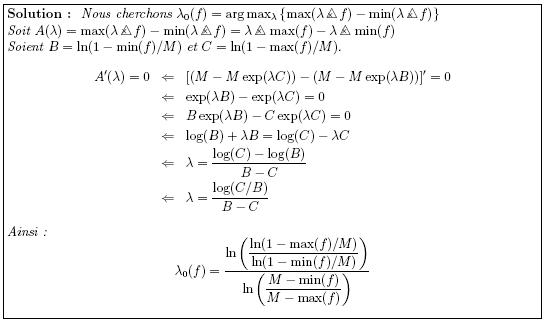 Solution : Nous cherchons λ₀(f) = arg max_λ {max(λ ⨻ f) − min(λ ⨻ f)}
Soit A(λ) = max(λ ⨻ f) − min(λ ⨻ f) = λ ⨻ max(f) − λ ⨻ min(f)
Soient B = ln(1 − min(f)/M) et C = ln(1 − max(f)/M).
A′(λ) = 0 ⇐ [(M − M exp(λC)) − (M − M exp(λB))]′ = 0
⇐ exp(λB) − exp(λC) = 0
⇐ B exp(λB) − C exp(λC) = 0
⇐ log(B) + λB = log(C) − λC
⇐ λ = (log(C) − log(B)) / (B − C)
⇐ λ = log(C/B) / (B − C)
Ainsi :
λ₀(f) = ln( ln(1 − max(f)/M) / ln(1 − min(f)/M) ) / ln( (M − min(f)) / (M − max(f)) )